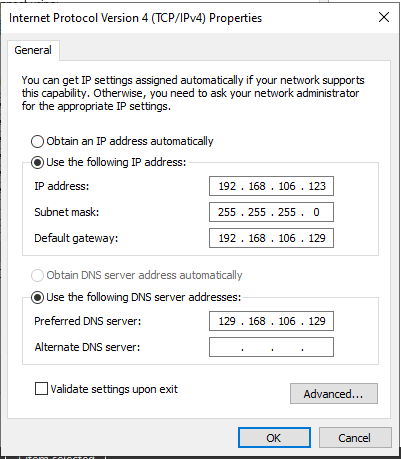 Internet Protocol Version 4 (TCP/IPv4) Properties
General
You can get IP settings assigned automatically if your network supports
this capability. Otherwise, you need to ask your network administrator
for the appropriate IP settings.
Obtain an IP address automatically
Use the following IP address:
IP address: 192 . 168 . 106 . 123
Subnet mask: 255 . 255 . 255 . 0
Default gateway: 192 . 168 . 106 . 129
Obtain DNS server address automatically
Use the following DNS server addresses:
Preferred DNS server: 129 . 168 . 106 . 129
Alternate DNS server: . . .
Validate settings upon exit
Advanced...
OK Cancel